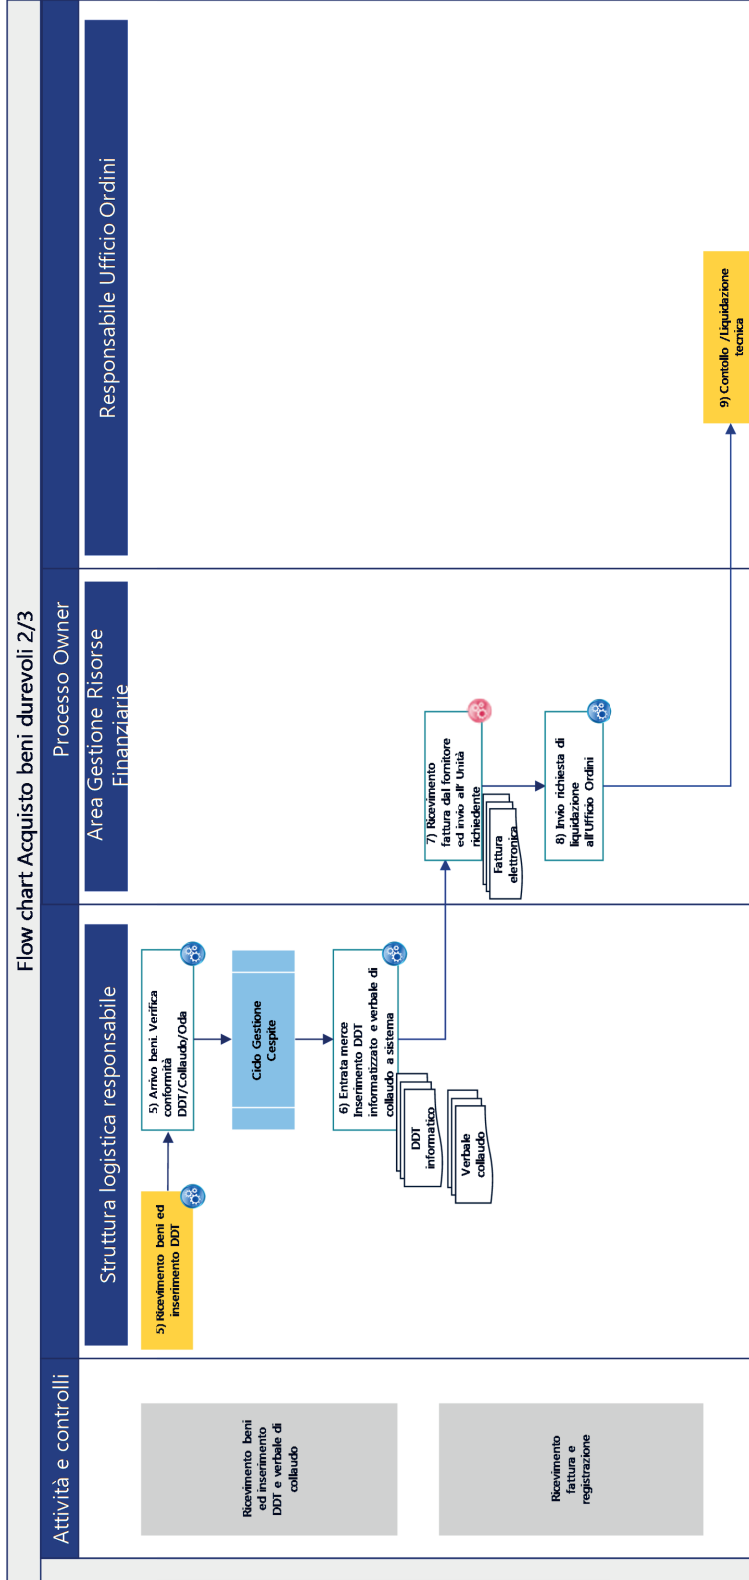 Flow chart Acquisto beni durevoli 2/3
Attività e controlli
Processo Owner
Struttura logistica responsabile
Area Gestione Risorse
Finanziarie
Responsabile Ufficio Ordini
Ricevimento beni
ed inserimento
DDT e verbale di
collaudo
5) Ricevimento beni ed
inserimento DDT
5) Arrivo beni. Verifica
conformità
DDT/Collaudo/Oda
Ciclo Gestione
Cespite
6) Entrata merce
Inserimento DDT
informatizzato e verbale di
collaudo a sistema
DDT
informatico
Verbale
collaudo
Ricevimento
fattura e
registrazione
7) Ricevimento
fattura dal fornitore
ed invio all' Unità
richiedente
Fattura
elettronica
8) Invio richiesta di
liquidazione
all'Ufficio Ordini
9) Contollo /Liquidazione
tecnica